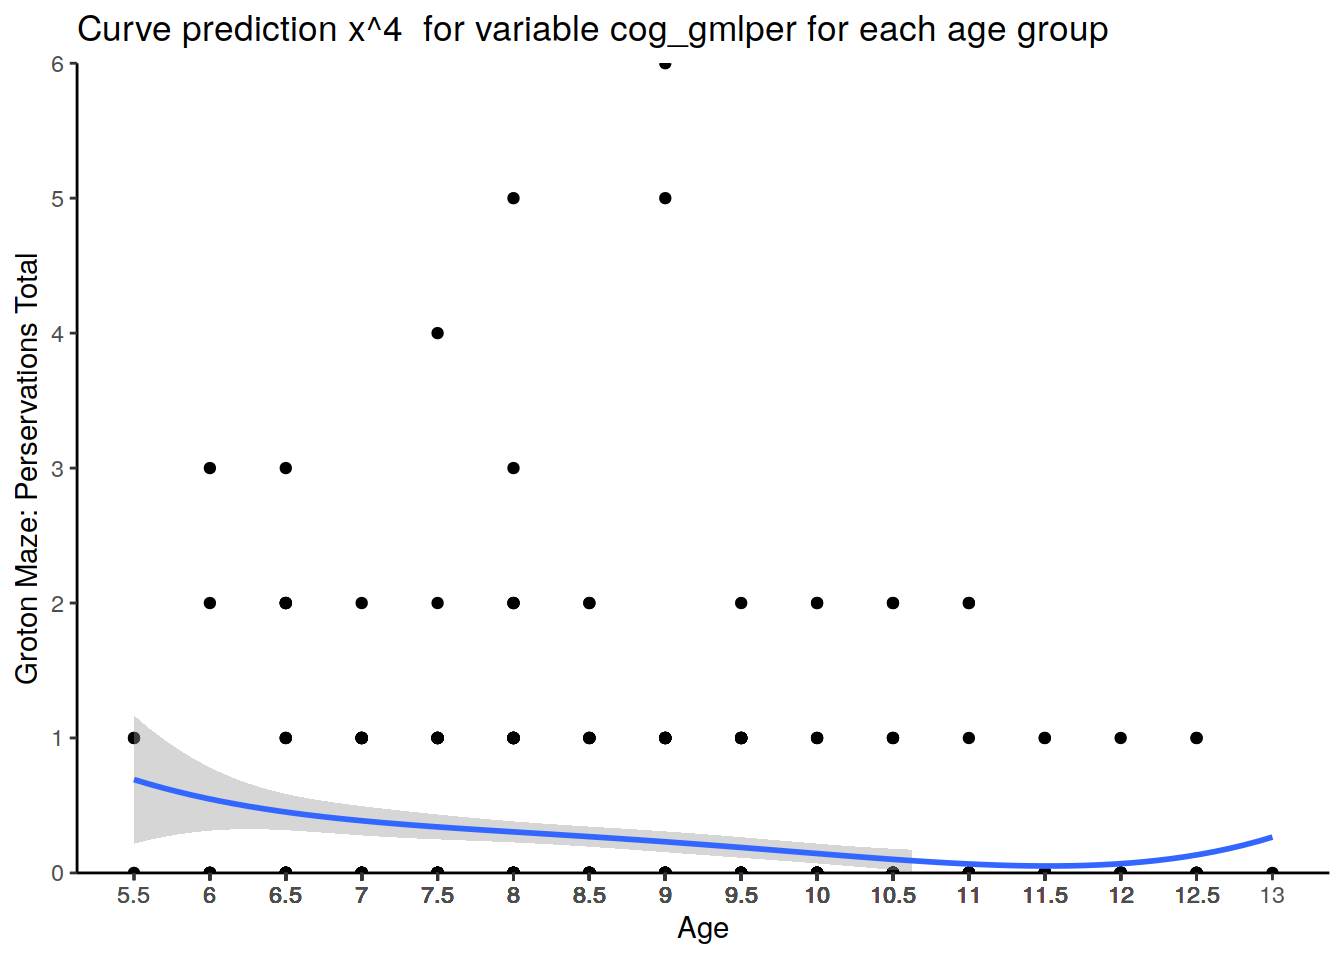 Curve prediction x^4  for variable cog_gmlper for each age group
Groton Maze: Perservations Total
6
5
4
3
2
1
0
5.5 6 6.5 7 7.5 8 8.5 9 9.5 10 10.5 11 11.5 12 12.5 13
Age